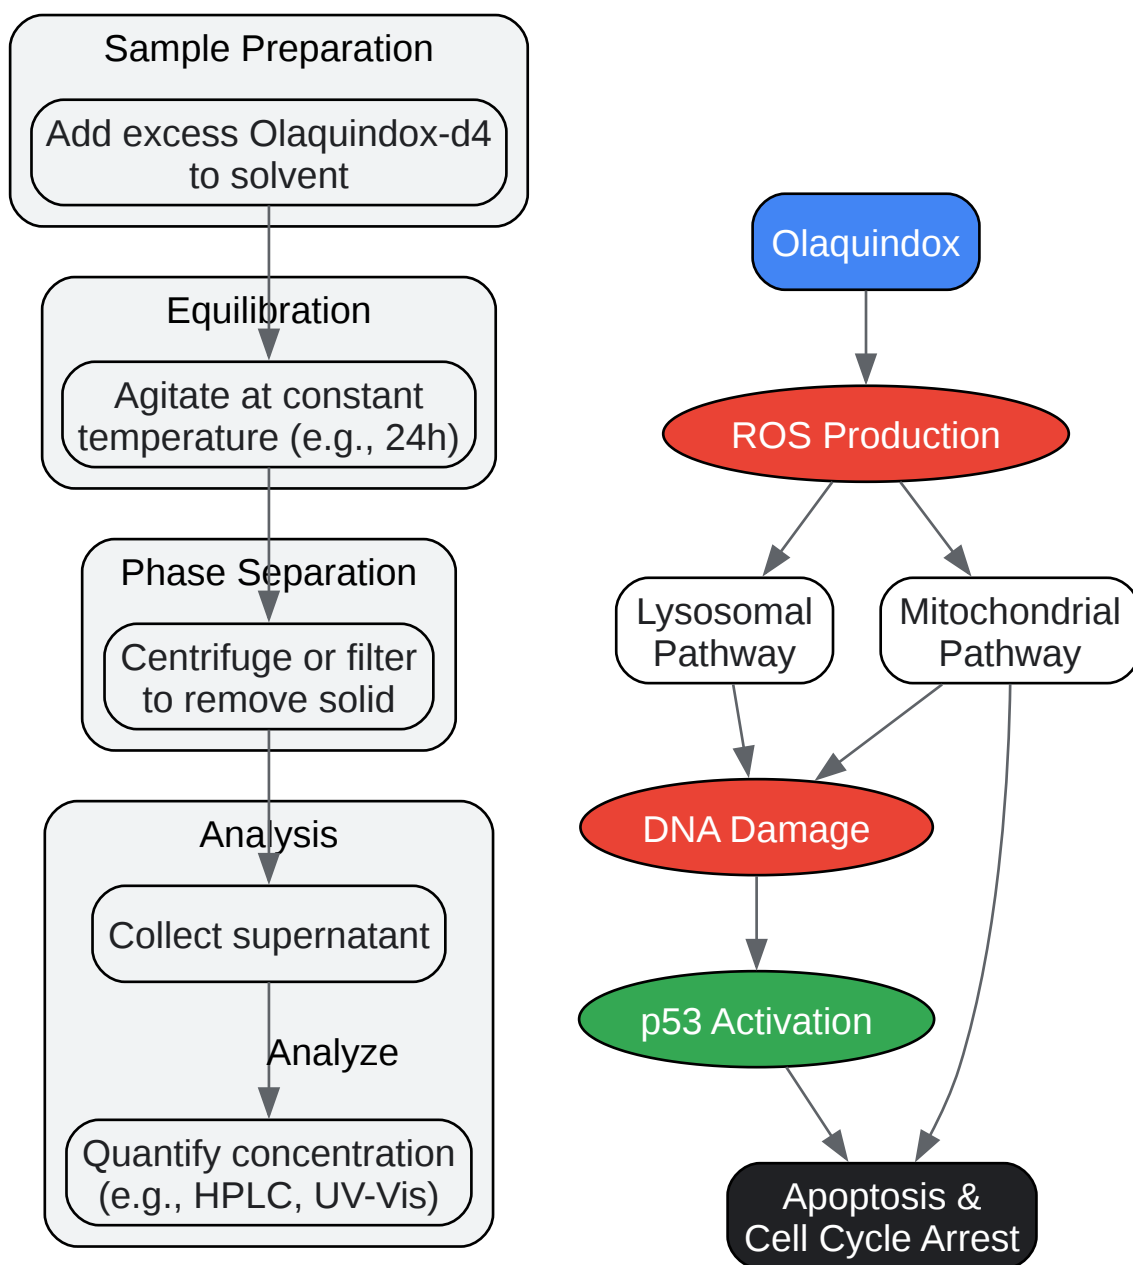 Sample Preparation
Add excess Olaquindox-d4
to solvent
Equilibration
Agitate at constant
temperature (e.g., 24h)
Phase Separation
Centrifuge or filter
to remove solid
Analysis
Collect supernatant
Analyze
Quantify concentration
(e.g., HPLC, UV-Vis)
Olaquindox
ROS Production
Lysosomal
Pathway
Mitochondrial
Pathway
DNA Damage
p53 Activation
Apoptosis &
Cell Cycle Arrest